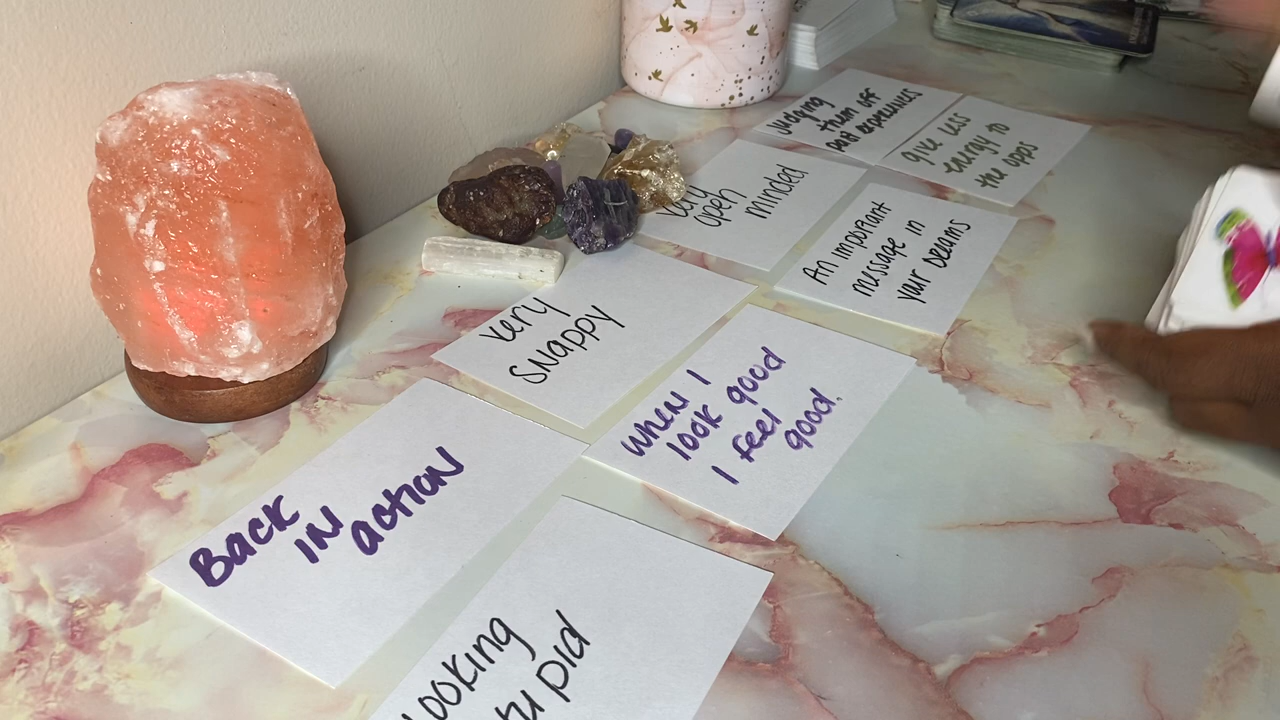 Judging
them off
past experiences
give less
energy to
the opps
very
open
minded
An important
message in
your Dreams
very
SNappy
when I
look good
I feel
good.
Back
IN
action